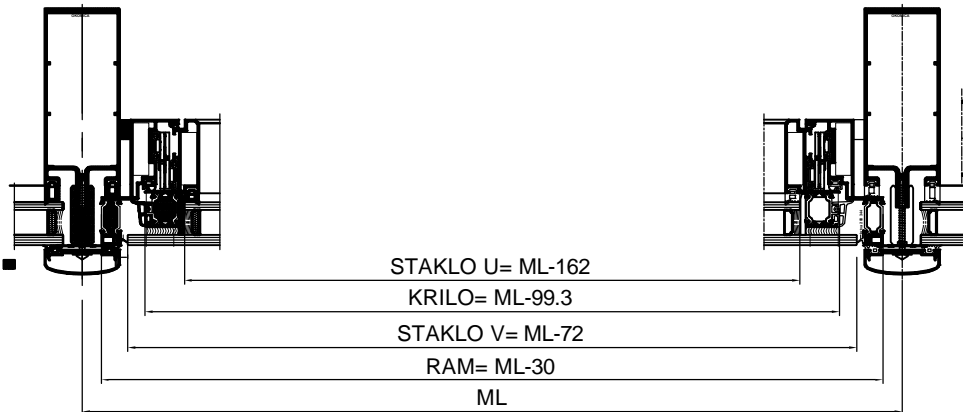 STAKLO U= ML-162
KRILO= ML-99.3
STAKLO V= ML-72
RAM= ML-30
ML